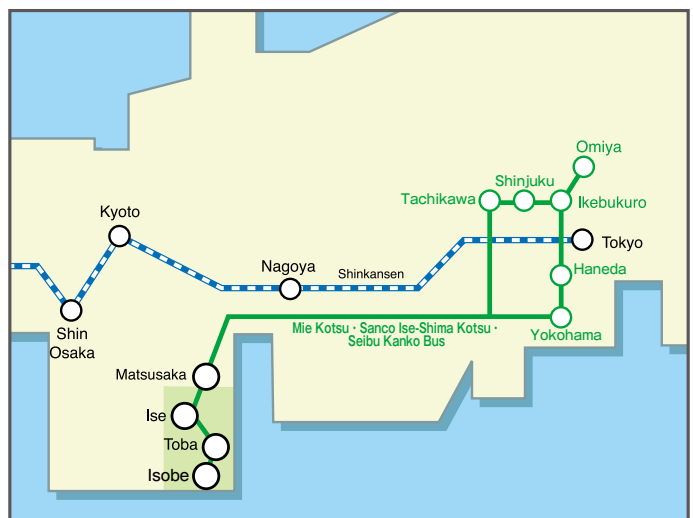 Omiya
Shinjuku
Tachikawa
Ikebukuro
Kyoto
Tokyo
Nagoya
Shinkansen
Haneda
Shin
Osaka
Mie Kotsu · Sanco Ise-Shima Kotsu ·
Seibu Kanko Bus
Yokohama
Matsusaka
Ise
Toba
Isobe